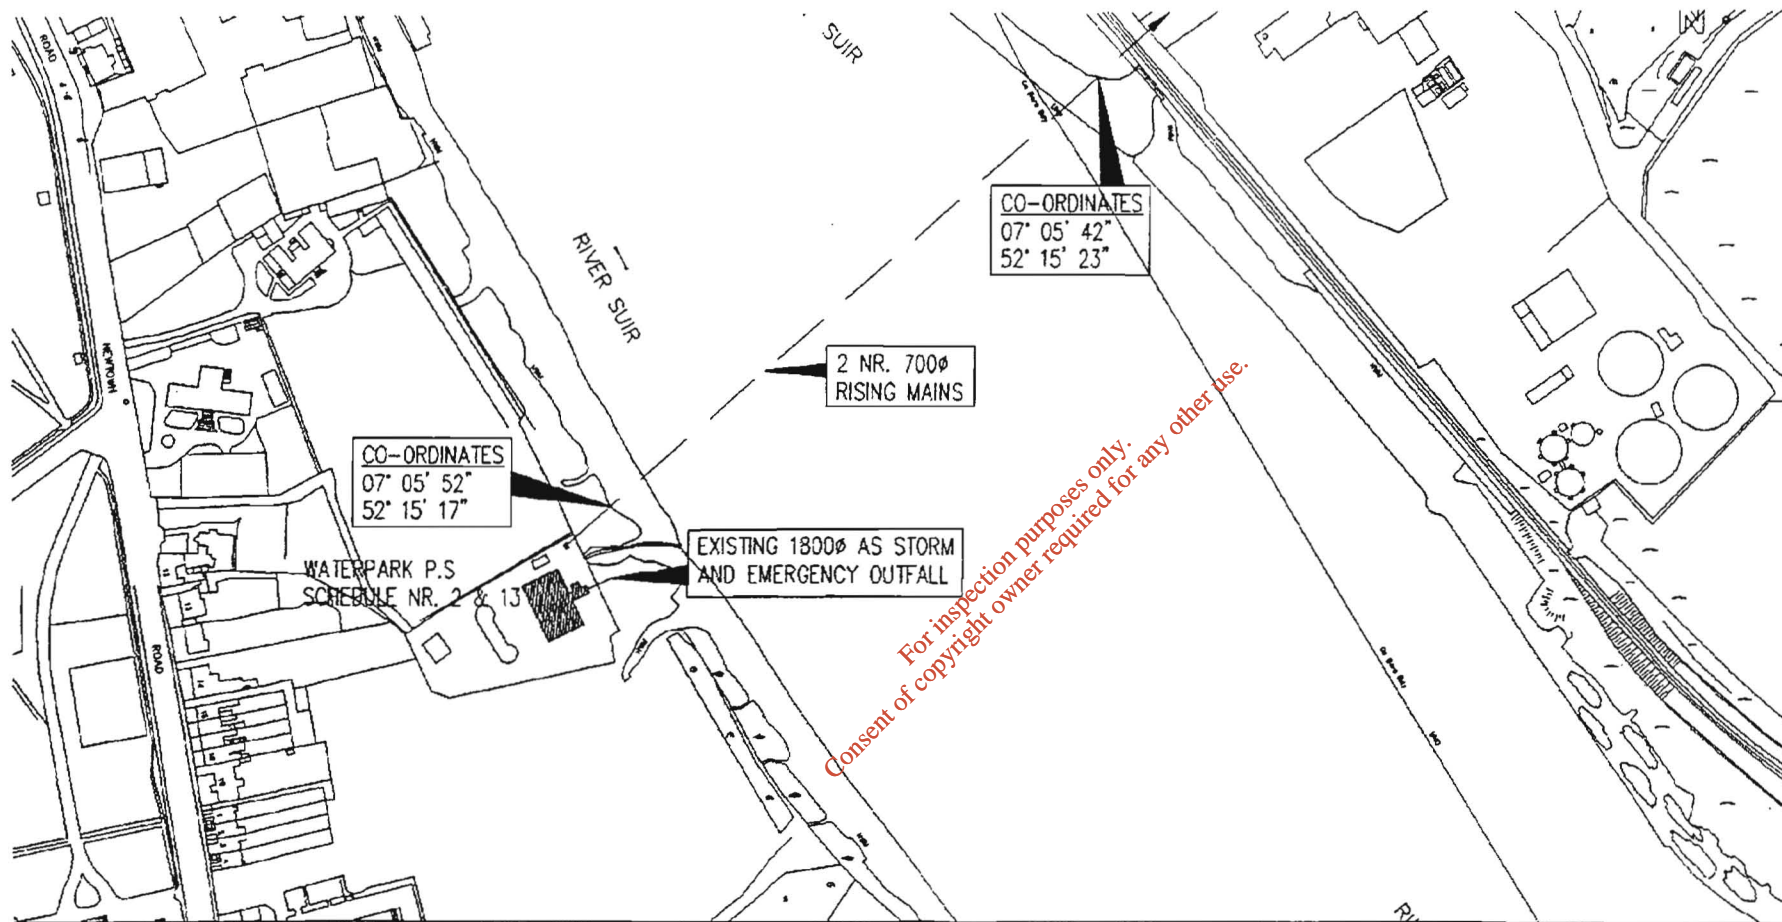 ROAD
SUIR
N
CO-ORDINATES
07° 05' 42"
52° 15' 23"
RIVER SUIR
2 NR. 700ø
RISING MAINS
NEWTOWN
CO-ORDINATES
07° 05' 52"
52° 15' 17"
EXISTING 1800ø AS STORM
AND EMERGENCY OUTFALL
WATERPARK P.S
SCHEDULE NR. 2 & 13
ROAD
For inspection purposes only.
Consent of copyright owner required for any other use.